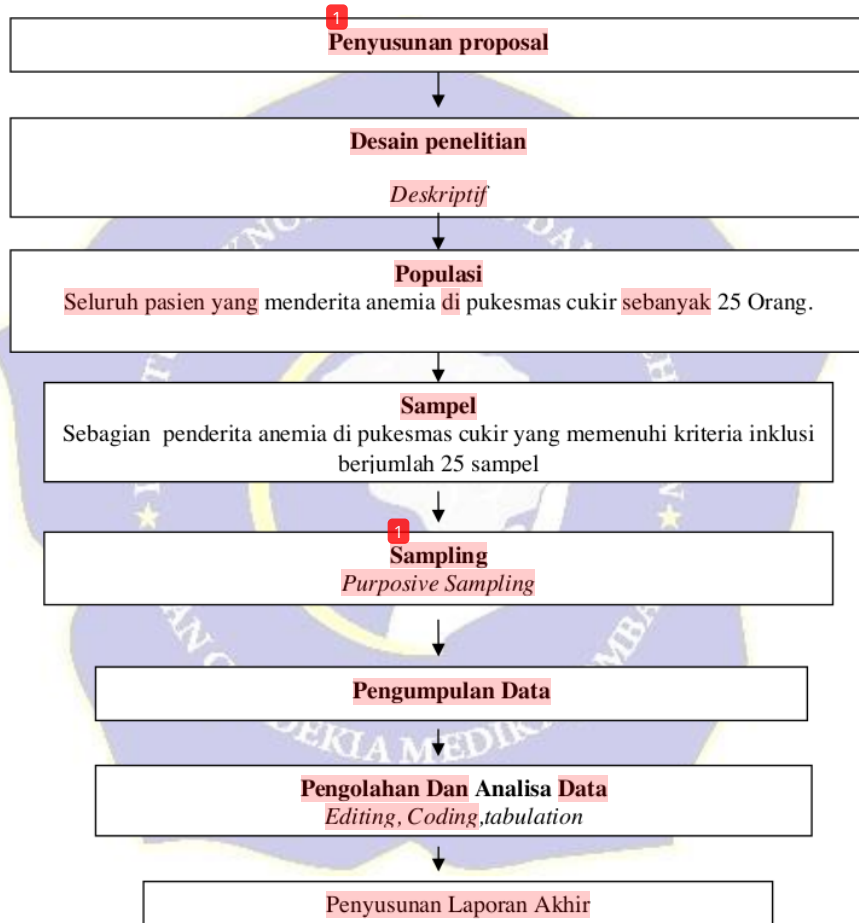 1
Penyusunan proposal
Desain penelitian
Deskriptif
Populasi
Seluruh pasien yang menderita anemia di pukesmas cukir sebanyak 25 Orang.
Sampel
Sebagian penderita anemia di pukesmas cukir yang memenuhi kriteria inklusi
berjumlah 25 sampel
1
Sampling
Purposive Sampling
Pengumpulan Data
Pengolahan Dan Analisa Data
Editing, Coding,tabulation
Penyusunan Laporan Akhir